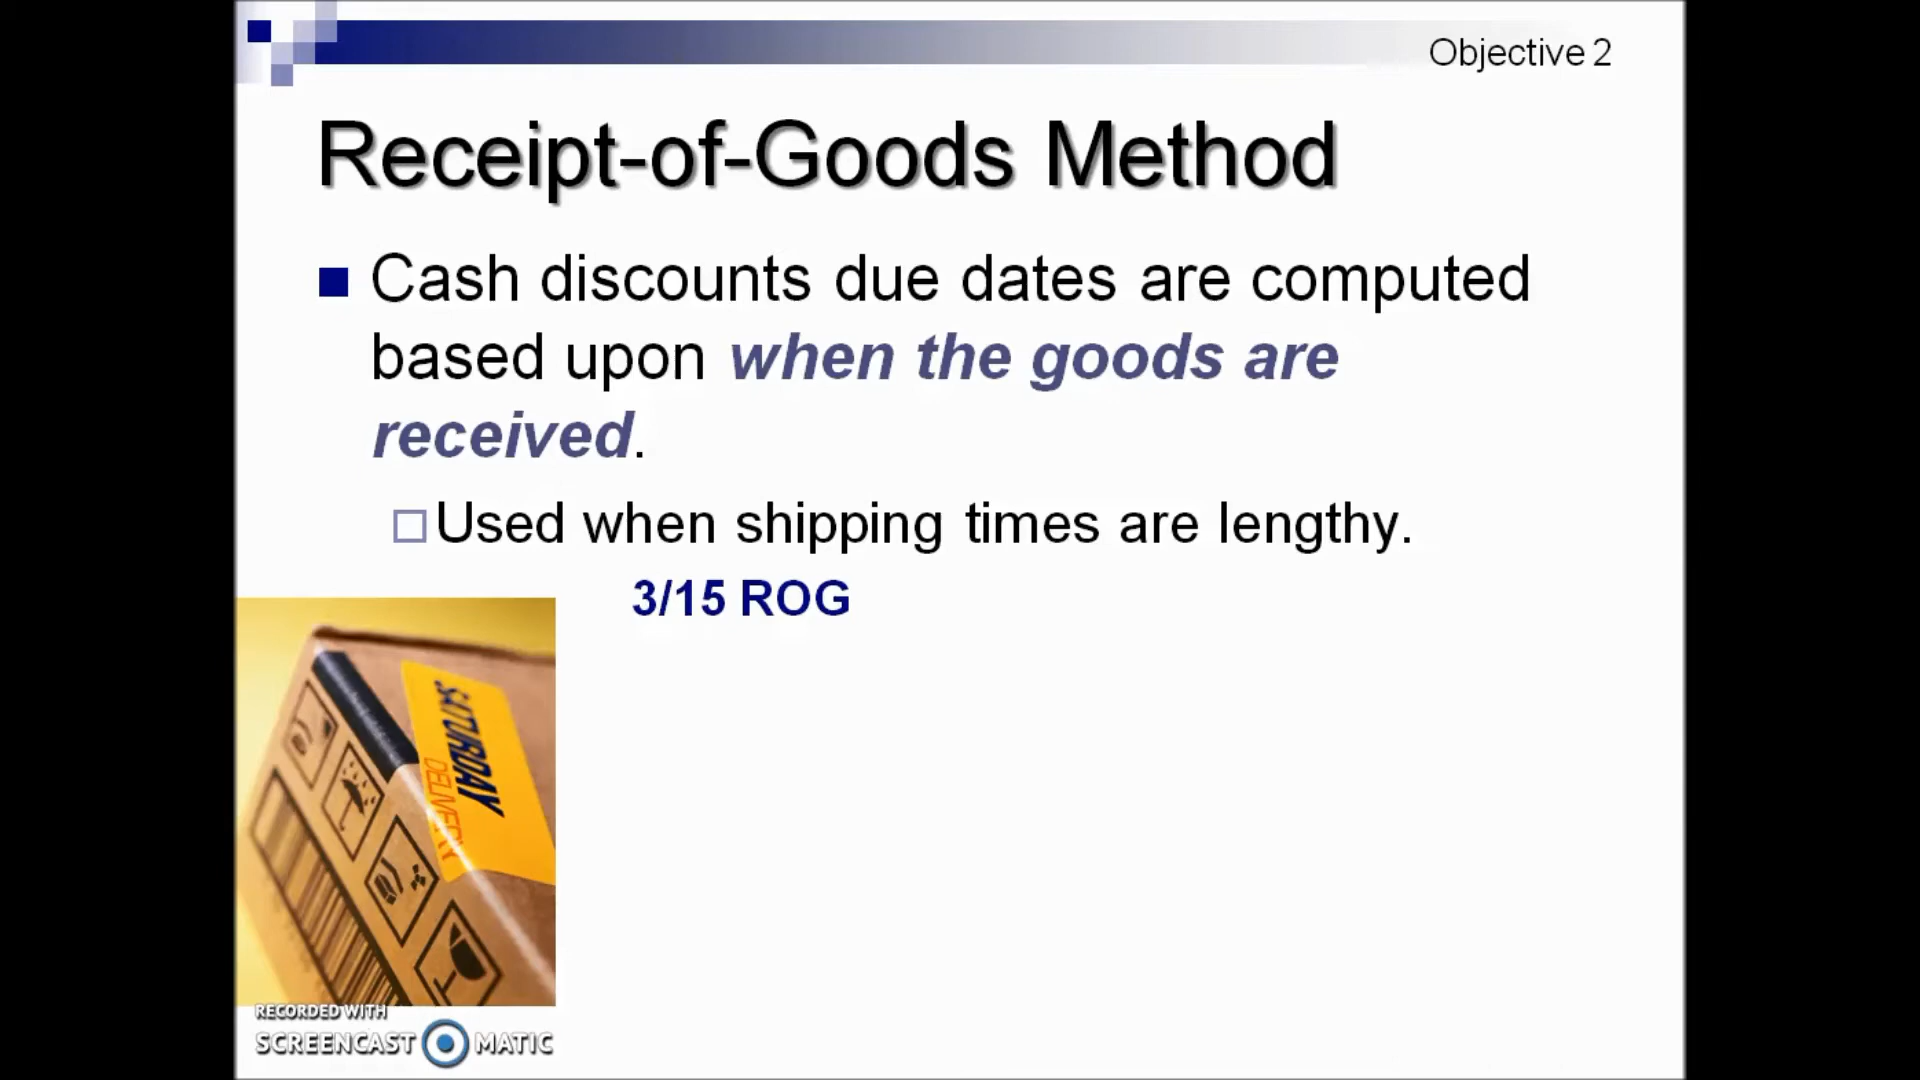 Objective 2
Receipt-of-Goods Method
Cash discounts due dates are computed
based upon when the goods are
received.
Used when shipping times are lengthy.
3/15 ROG
SATURDAY
DELIVERY
RECORDED WITH
SCREENCAST MATIC